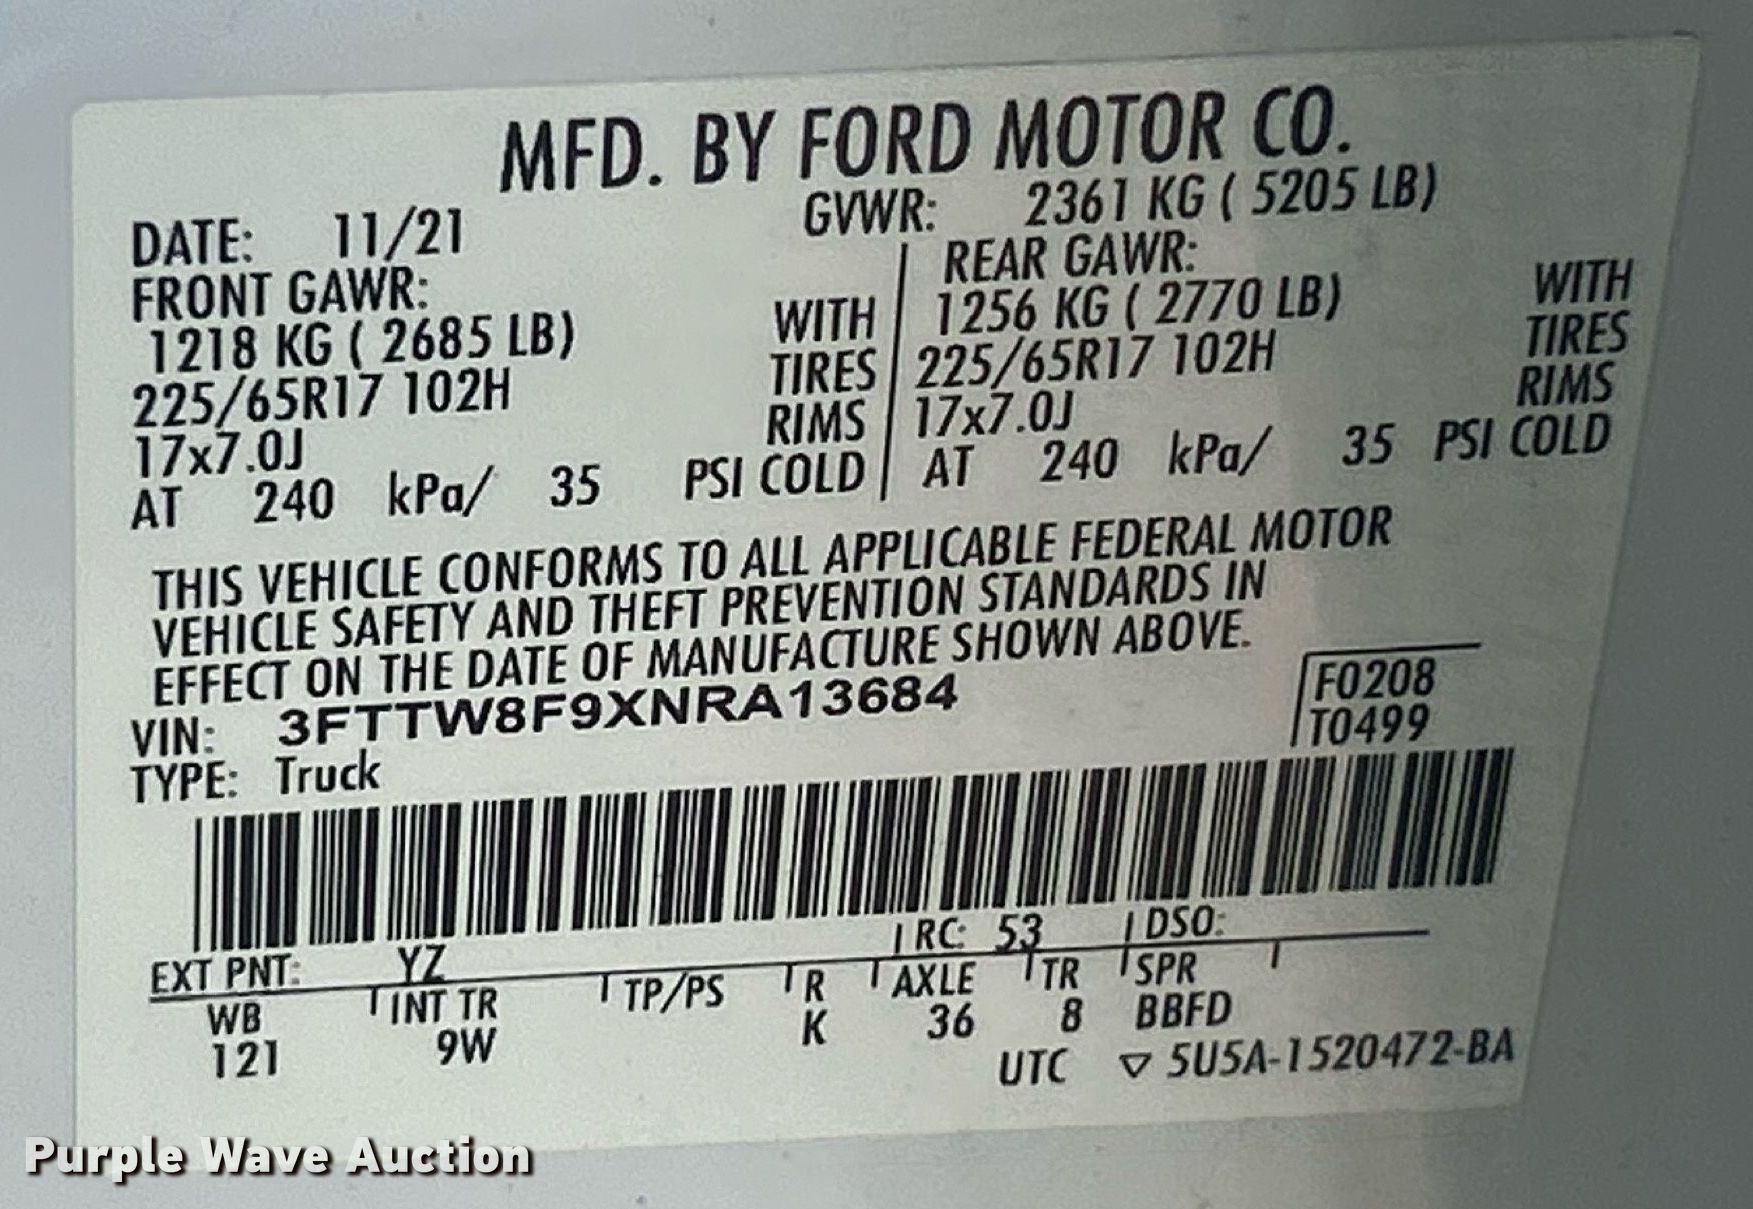 MFD. BY FORD MOTOR CO.
DATE: 11/21 GVWR: 2361 KG ( 5205 LB)
FRONT GAWR: REAR GAWR:
1218 KG ( 2685 LB) WITH 1256 KG ( 2770 LB) WITH
225/65R17 102H TIRES 225/65R17 102H TIRES
17x7.0J RIMS 17x7.0J RIMS
AT 240 kPa/ 35 PSI COLD AT 240 kPa/ 35 PSI COLD
THIS VEHICLE CONFORMS TO ALL APPLICABLE FEDERAL MOTOR
VEHICLE SAFETY AND THEFT PREVENTION STANDARDS IN
EFFECT ON THE DATE OF MANUFACTURE SHOWN ABOVE.
VIN: 3FTTW8F9XNRA13684 F0208
TYPE: Truck T0499
EXT PNT: YZ RC: 53 DSO:
WB INT TR TP/PS R AXLE TR SPR
121 9W K 36 8 BBFD
UTC ▽ 5U5A-1520472-BA
Purple Wave Auction